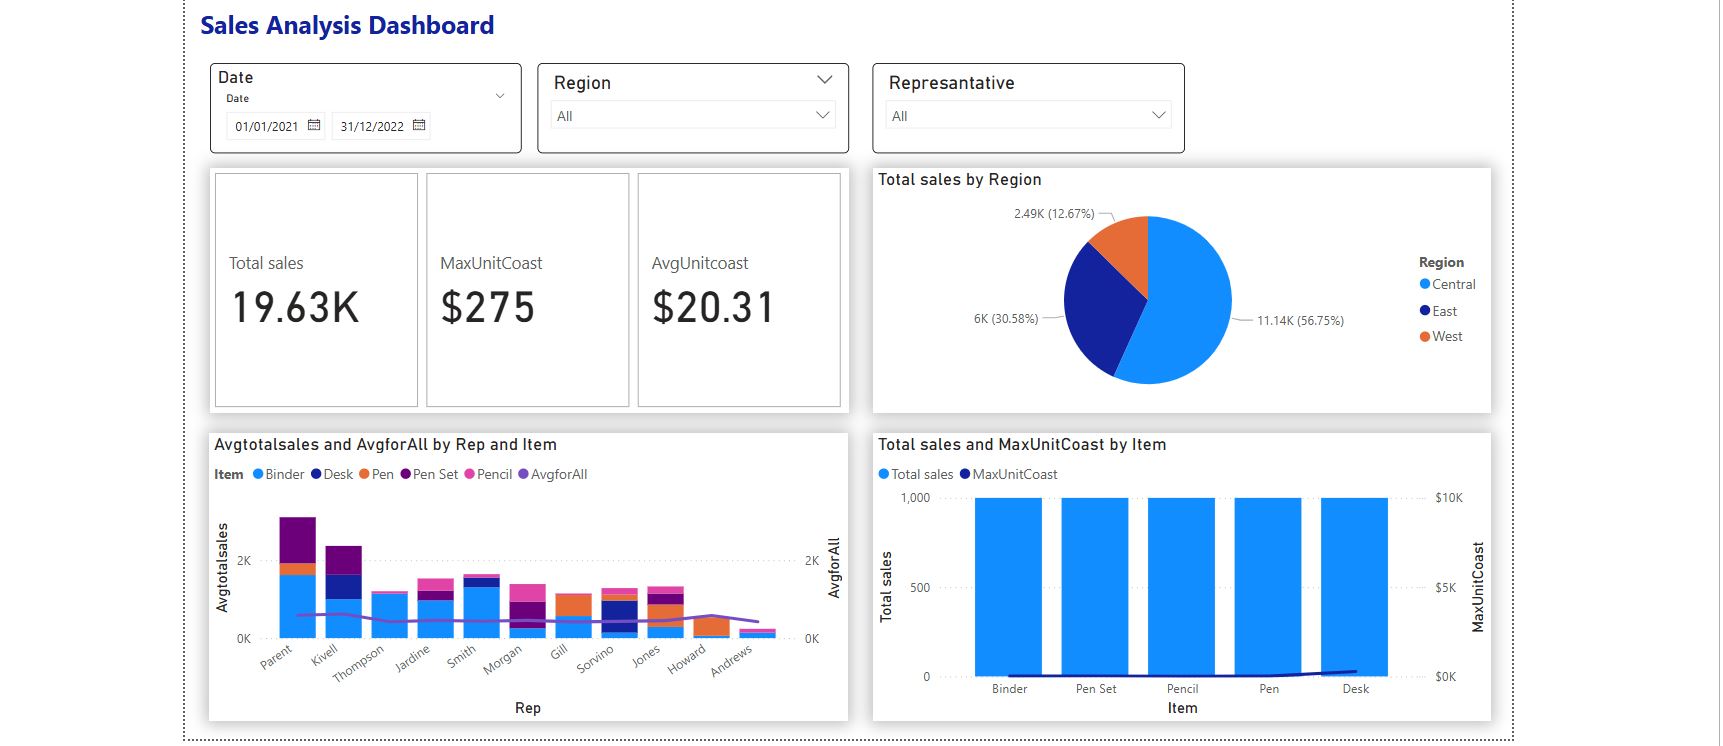 Sales Analysis Dashboard
Date
Date
01/01/2021 31/12/2022
Region
All
Represantative
All
Total sales
19.63K
MaxUnitCoast
$275
AvgUnitcoast
$20.31
Total sales by Region
2.49K (12.67%)
6K (30.58%)
11.14K (56.75%)
Region
Central
East
West
Avgtotalsales and AvgforAll by Rep and Item
Item Binder Desk Pen Pen Set Pencil AvgforAll
Avgtotalsales
2K
0K
2K
0K
AvgforAll
Parent Kivell Thompson Jardine Smith Morgan Gill Sorvino Jones Howard Andrews
Rep
Total sales and MaxUnitCoast by Item
Total sales MaxUnitCoast
Total sales
1,000
500
0
$10K
$5K
$0K
MaxUnitCoast
Binder Pen Set Pencil Pen Desk
Item